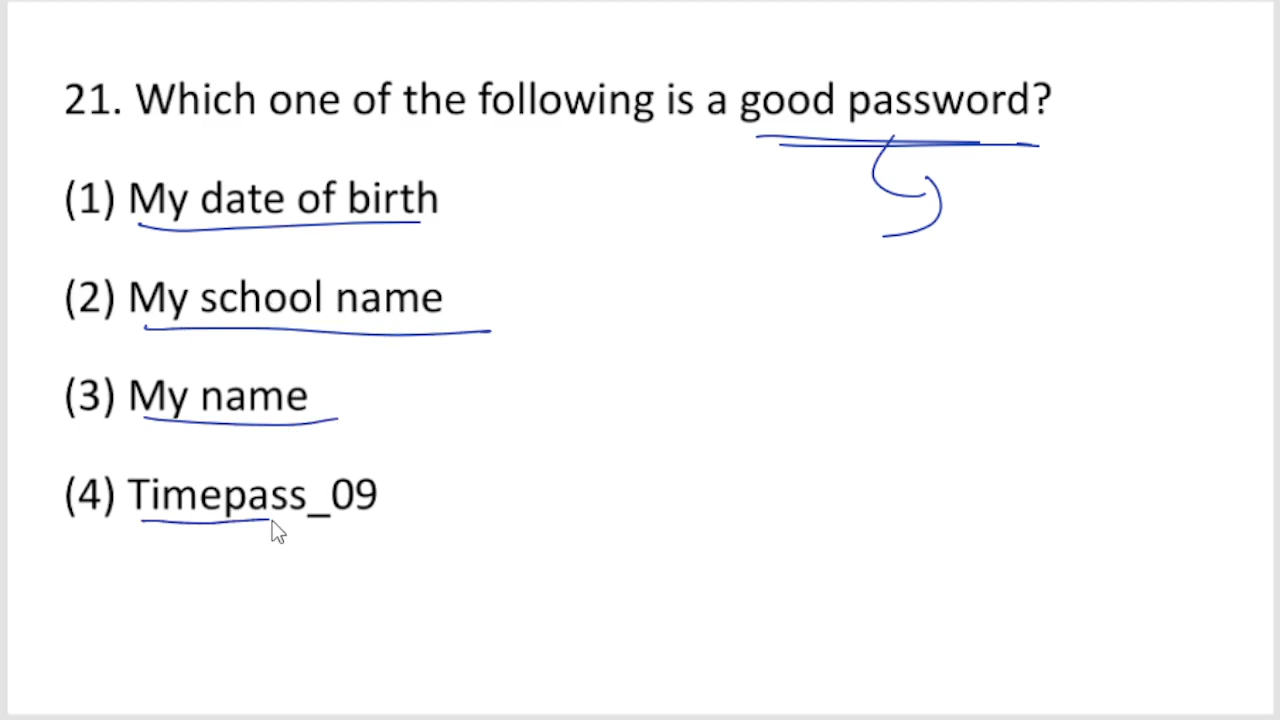 21. Which one of the following is a good password?
(1) My date of birth
(2) My school name
(3) My name
(4) Timepass_09